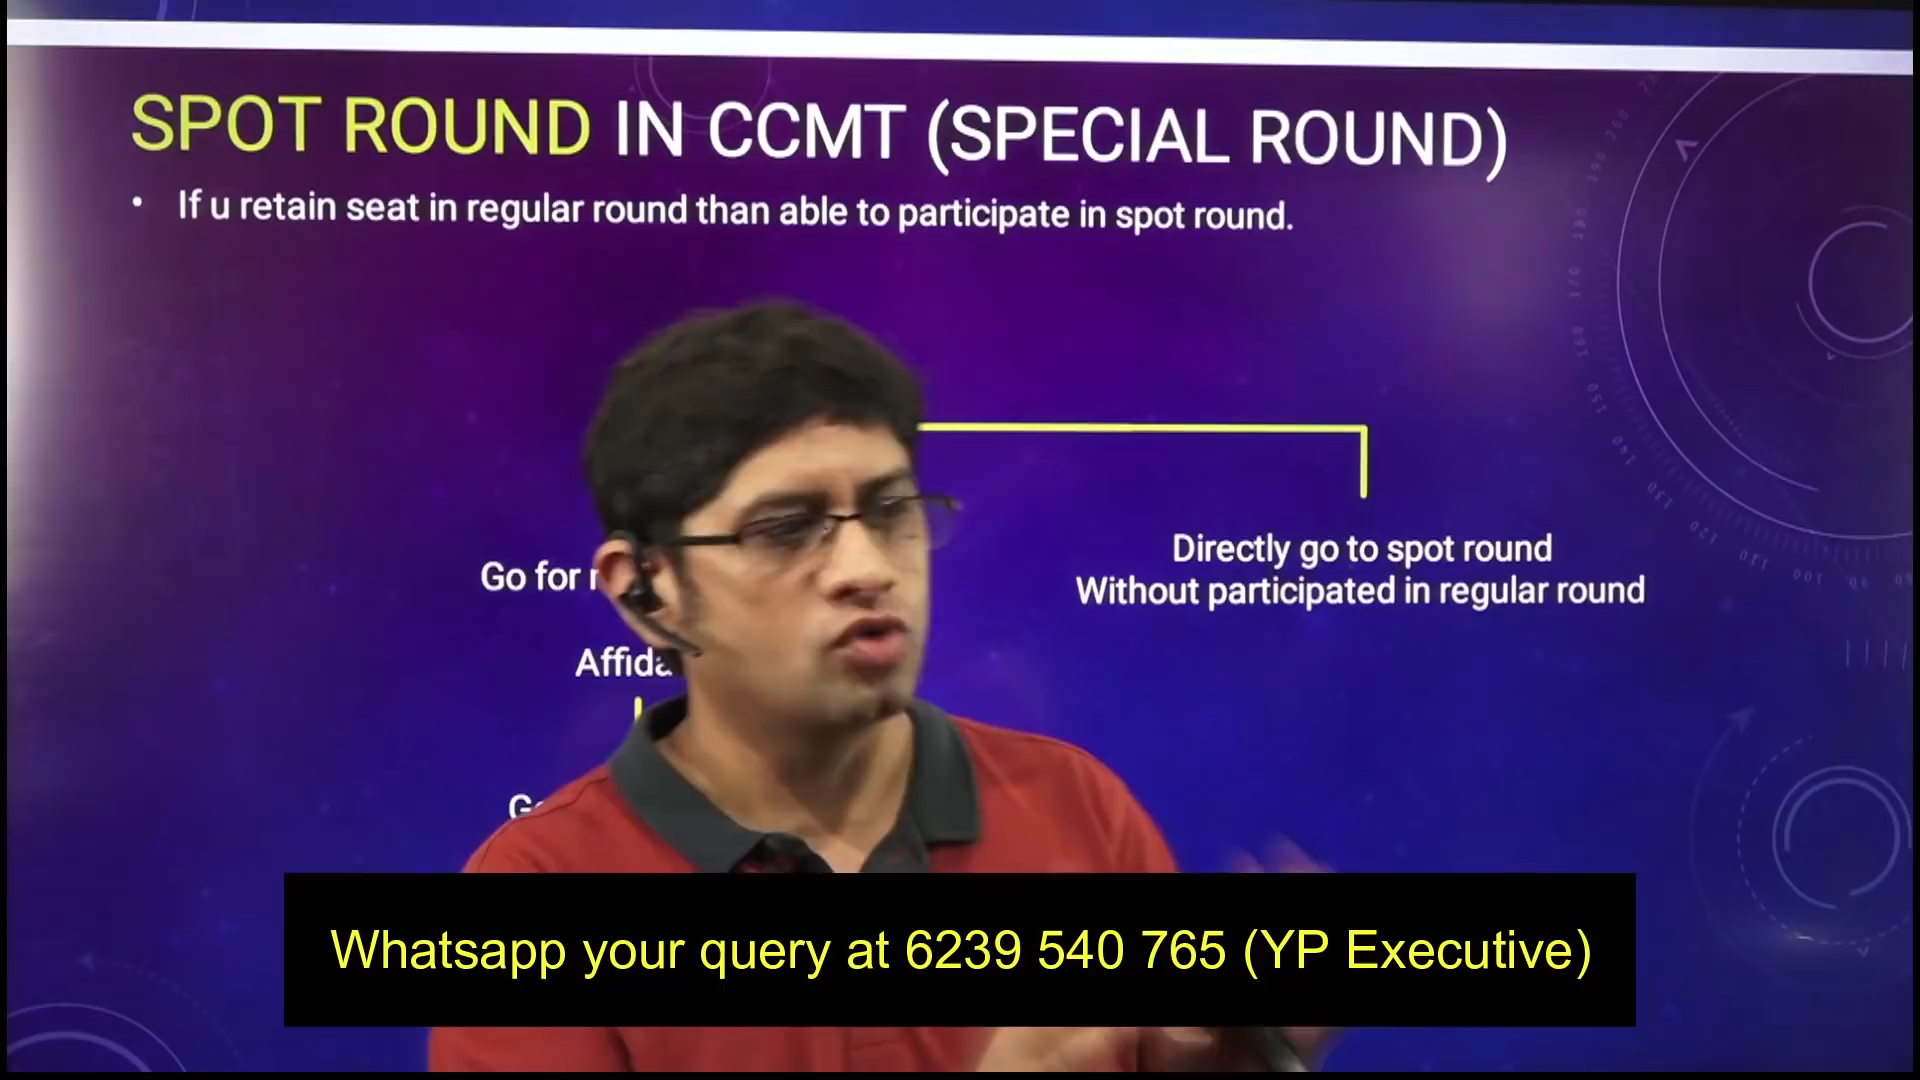 SPOT ROUND IN CCMT (SPECIAL ROUND)
• If u retain seat in regular round than able to participate in spot round.
Directly go to spot round
Without participated in regular round
Go for
Whatsapp your query at 6239 540 765 (YP Executive)